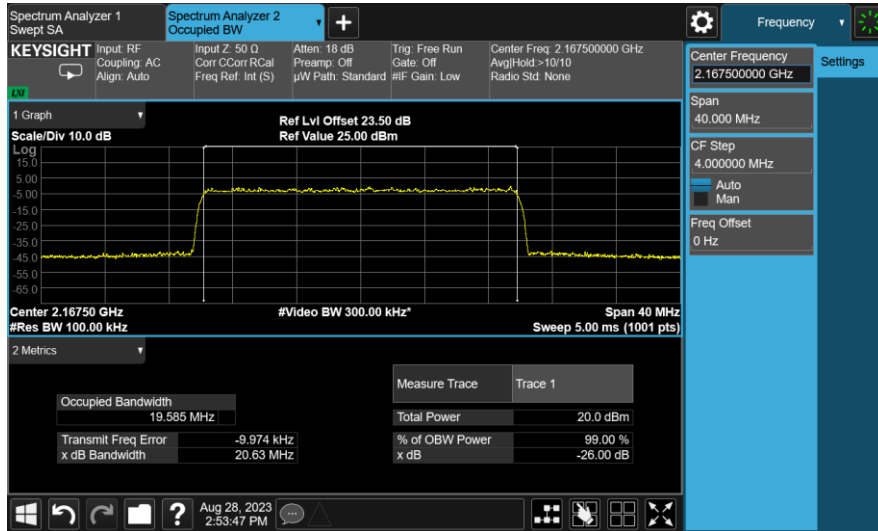 Spectrum Analyzer 1
Swept SA
Spectrum Analyzer 2
Occupied BW
Frequency
KEYSIGHT
LXI
Input: RF
Coupling: AC
Align: Auto
Input Z: 50 Ω
Corr CCorr RCal
Freq Ref: Int (S)
Atten: 18 dB
Preamp: Off
µW Path: Standard
Trig: Free Run
Gate: Off
#IF Gain: Low
Center Freq: 2.167500000 GHz
Avg|Hold:>10/10
Radio Std: None
Center Frequency
2.167500000 GHz
Settings
Span
40.000 MHz
CF Step
4.000000 MHz
Auto
Man
Freq Offset
0 Hz
1 Graph
Scale/Div 10.0 dB
Ref Lvl Offset 23.50 dB
Ref Value 25.00 dBm
Log
15.0
5.00
-5.00
-15.0
-25.0
-35.0
-45.0
-55.0
-65.0
Center 2.16750 GHz
#Video BW 300.00 kHz*
Span 40 MHz
#Res BW 100.00 kHz
Sweep 5.00 ms (1001 pts)
2 Metrics
Measure Trace
Trace 1
Occupied Bandwidth
19.585 MHz
Total Power
20.0 dBm
Transmit Freq Error
-9.974 kHz
% of OBW Power
99.00 %
x dB Bandwidth
20.63 MHz
x dB
-26.00 dB
Aug 28, 2023
2:53:47 PM